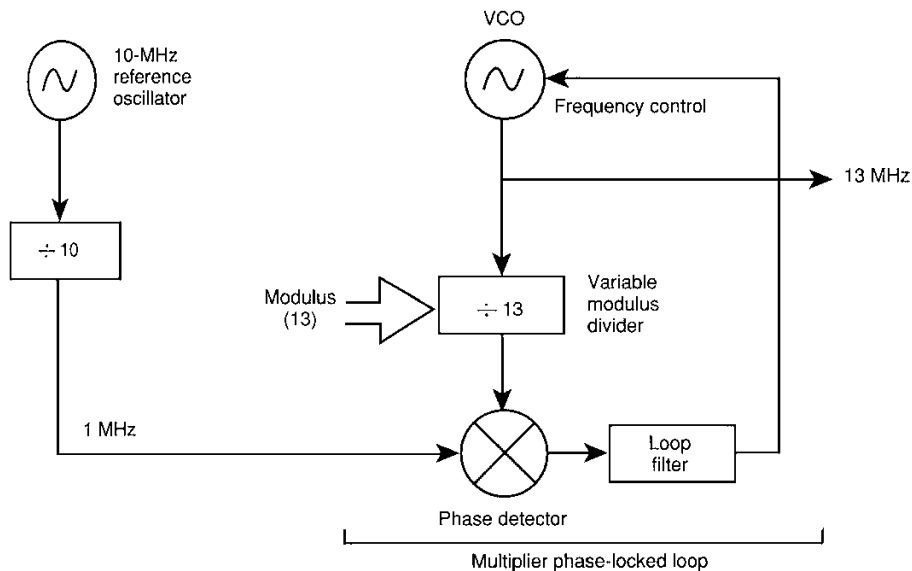 VCO
10-MHz
reference
oscillator
Frequency control
13 MHz
÷ 10
Modulus
(13)
÷ 13
Variable
modulus
divider
1 MHz
Loop
filter
Phase detector
Multiplier phase-locked loop